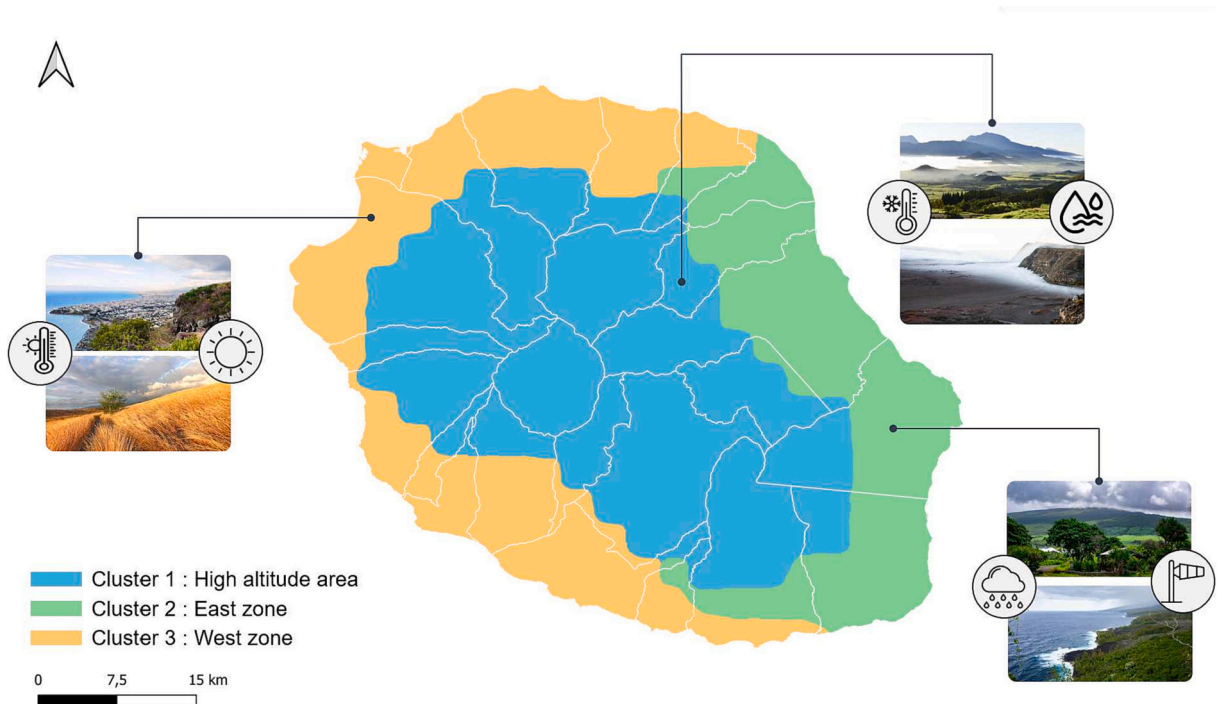 Cluster 1 : High altitude area
Cluster 2 : East zone
Cluster 3 : West zone
0 7,5 15 km